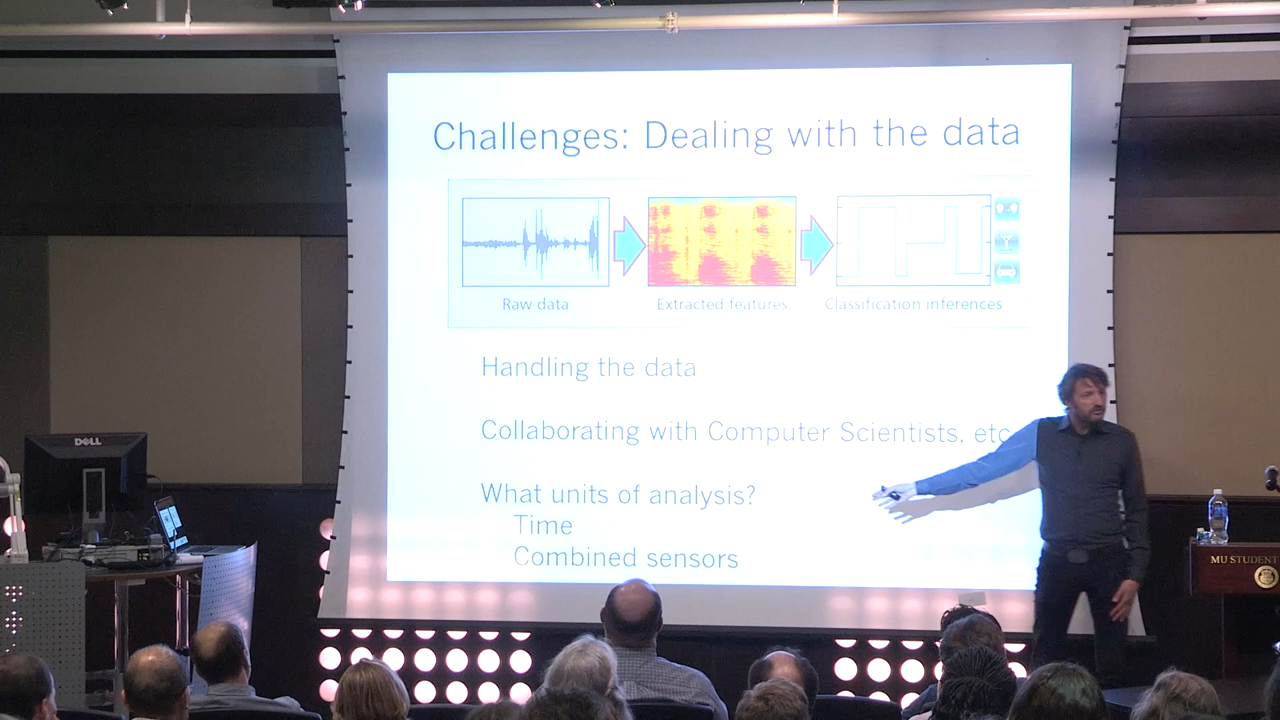 Challenges: Dealing with the data
Raw data
Extracted features
Classification inferences
Handling the data
Collaborating with Computer Scientists, etc
What units of analysis?
Time
Combined sensors
DELL
MU STUDENT